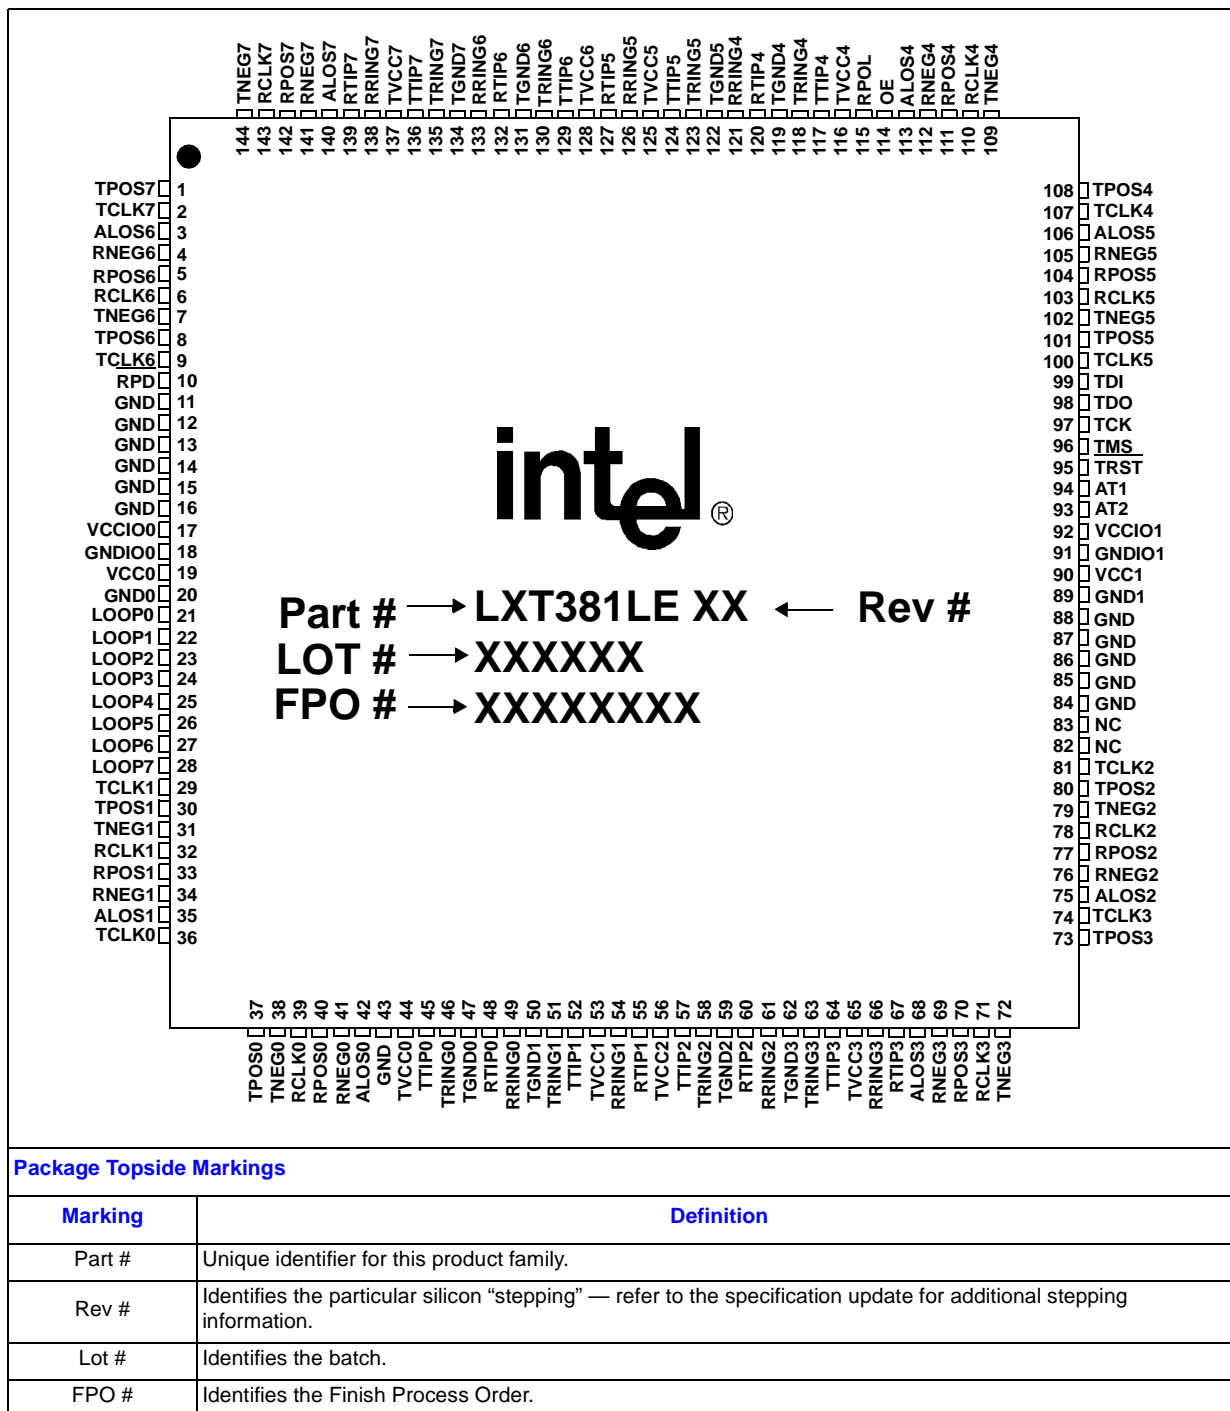 TNEG7 RCLK7 RPOS7 RNEG7 ALOS7 RTIP7 RRING7 TVCC7 TTIP7 TRING7 TGND7 RRING6 RTIP6 TGND6 TRING6 TTIP6 TVCC6 RTIP5 RRING5 TVCC5 TTIP5 TRING5 TGND5 RRING4 RTIP4 TGND4 TRING4 TTIP4 TVCC4 RPOL OE ALOS4 RNEG4 RPOS4 RCLK4 TNEG4
144 143 142 141 140 139 138 137 136 135 134 133 132 131 130 129 128 127 126 125 124 123 122 121 120 119 118 117 116 115 114 113 112 111 110 109
TPOS7 1 108 TPOS4
TCLK7 2 107 TCLK4
ALOS6 3 106 ALOS5
RNEG6 4 105 RNEG5
RPOS6 5 104 RPOS5
RCLK6 6 103 RCLK5
TNEG6 7 102 TNEG5
TPOS6 8 101 TPOS5
TCLK6 9 100 TCLK5
RPD 10 99 TDI
GND 11 98 TDO
GND 12 97 TCK
GND 13 96 TMS
GND 14 95 TRST
GND 15 94 AT1
GND 16 93 AT2
VCCIO0 17 92 VCCIO1
GNDIO0 18 91 GNDIO1
VCC0 19 90 VCC1
GND0 20 89 GND1
LOOP0 21 88 GND
LOOP1 22 87 GND
LOOP2 23 86 GND
LOOP3 24 85 GND
LOOP4 25 84 GND
LOOP5 26 83 NC
LOOP6 27 82 NC
LOOP7 28 81 TCLK2
TCLK1 29 80 TPOS2
TPOS1 30 79 TNEG2
TNEG1 31 78 RCLK2
RCLK1 32 77 RPOS2
RPOS1 33 76 RNEG2
RNEG1 34 75 ALOS2
ALOS1 35 74 TCLK3
TCLK0 36 73 TPOS3
intel®
Part # LXT381LE XX Rev #
LOT # XXXXXX
FPO # XXXXXXXX
37 38 39 40 41 42 43 44 45 46 47 48 49 50 51 52 53 54 55 56 57 58 59 60 61 62 63 64 65 66 67 68 69 70 71 72
TPOS0 TNEG0 RCLK0 RPOS0 RNEG0 ALOS0 GND TVCC0 TTIP0 TRING0 TGND0 RTIP0 RRING0 TGND1 TRING1 TTIP1 TVCC1 RRING1 RTIP1 TVCC2 TTIP2 TRING2 TGND2 RTIP2 RRING2 TGND3 TRING3 TTIP3 TVCC3 RRING3 RTIP3 ALOS3 RNEG3 RPOS3 RCLK3 TNEG3
Package Topside Markings
Marking Definition
Part # Unique identifier for this product family.
Rev # Identifies the particular silicon “stepping” — refer to the specification update for additional stepping
information.
Lot # Identifies the batch.
FPO # Identifies the Finish Process Order.